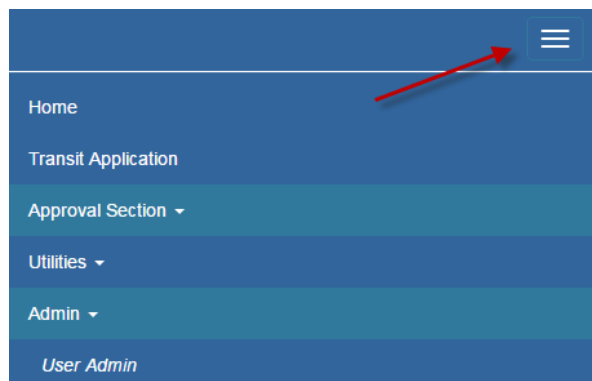 Home
Transit Application
Approval Section
Utilities
Admin
User Admin